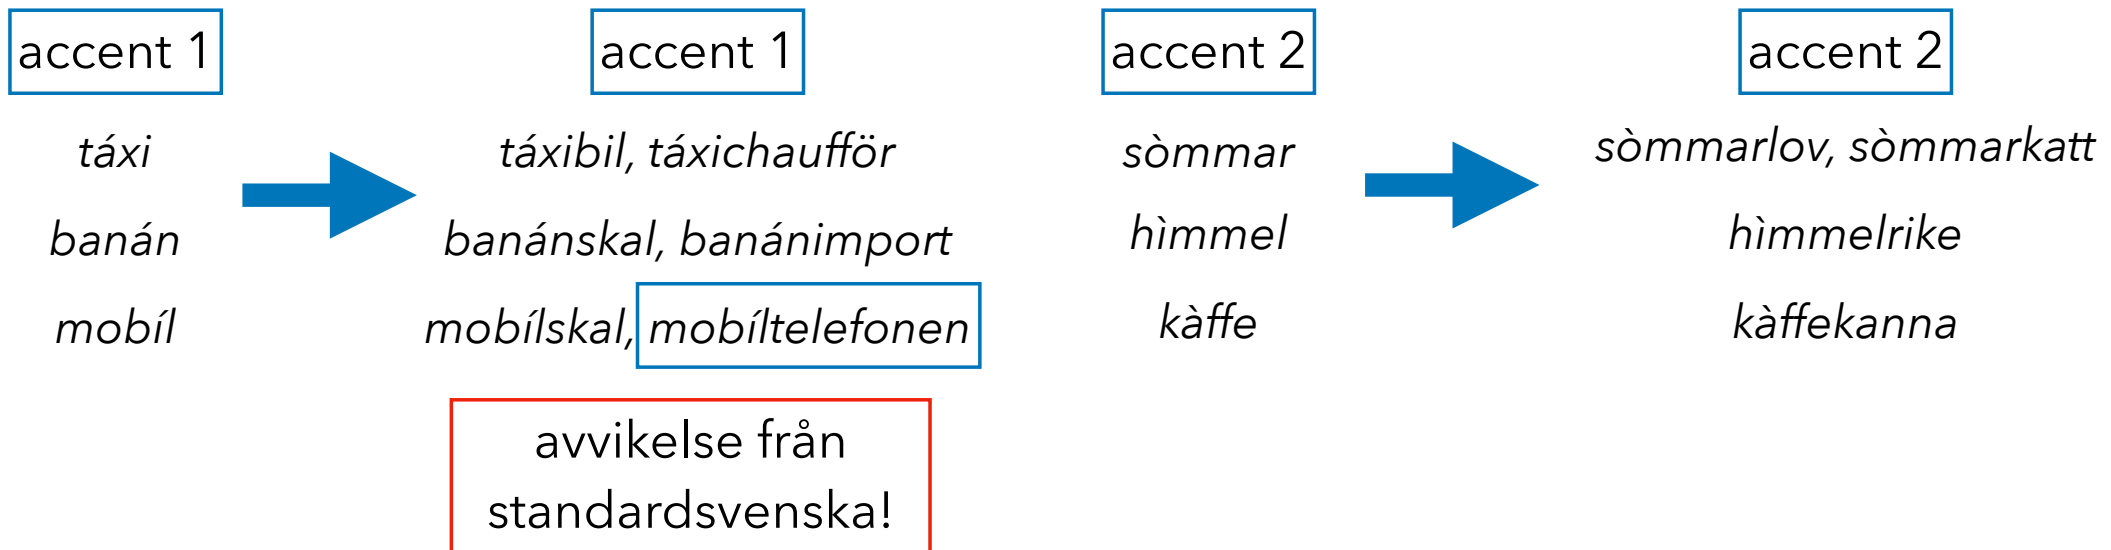 accent 1
táxi
banán
mobíl
accent 1
táxibil, táxichaufför
banánskal, banánimport
mobílskal, mobíltelefonen
avvikelse från
standardsvenska!
accent 2
sòmmar
hìmmel
kàffe
accent 2
sòmmarlov, sòmmarkatt
hìmmelrike
kàffekanna